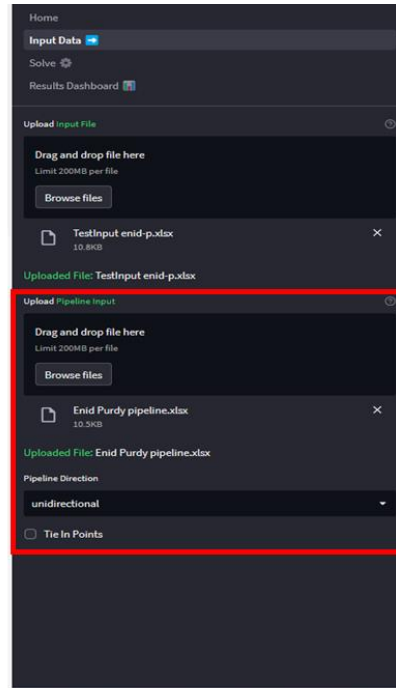 Home
Input Data ➡️
Solve ⚙️
Results Dashboard 📊
Upload Input File
Drag and drop file here
Limit 200MB per file
Browse files
TestInput enid-p.xlsx
10.8KB
Uploaded File: TestInput enid-p.xlsx
Upload Pipeline Input
Drag and drop file here
Limit 200MB per file
Browse files
Enid Purdy pipeline.xlsx
10.5KB
Uploaded File: Enid Purdy pipeline.xlsx
Pipeline Direction
unidirectional
Tie In Points